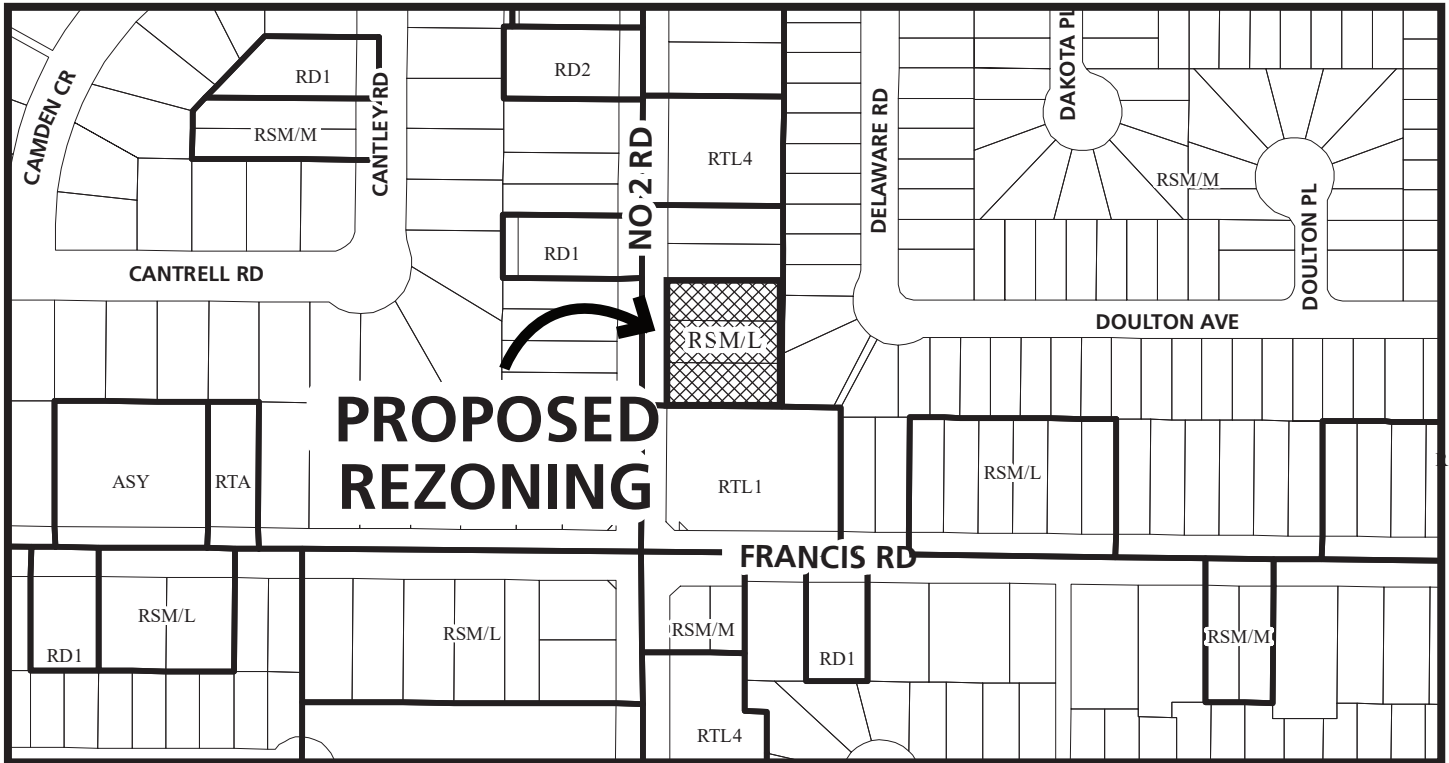 RD1
RSM/M
CAMDEN CR
CANTLEY RD
RD2
NO 2 RD
RTL4
DELAWARE RD
DAKOTA PL
RSM/M
DOULTON PL
CANTRELL RD
RD1
DOULTON AVE
RSM/L
PROPOSED
REZONING
ASY
RTA
RTL1
RSM/L
FRANCIS RD
RD1
RSM/L
RSM/L
RSM/M
RD1
RSM/M
RTL4